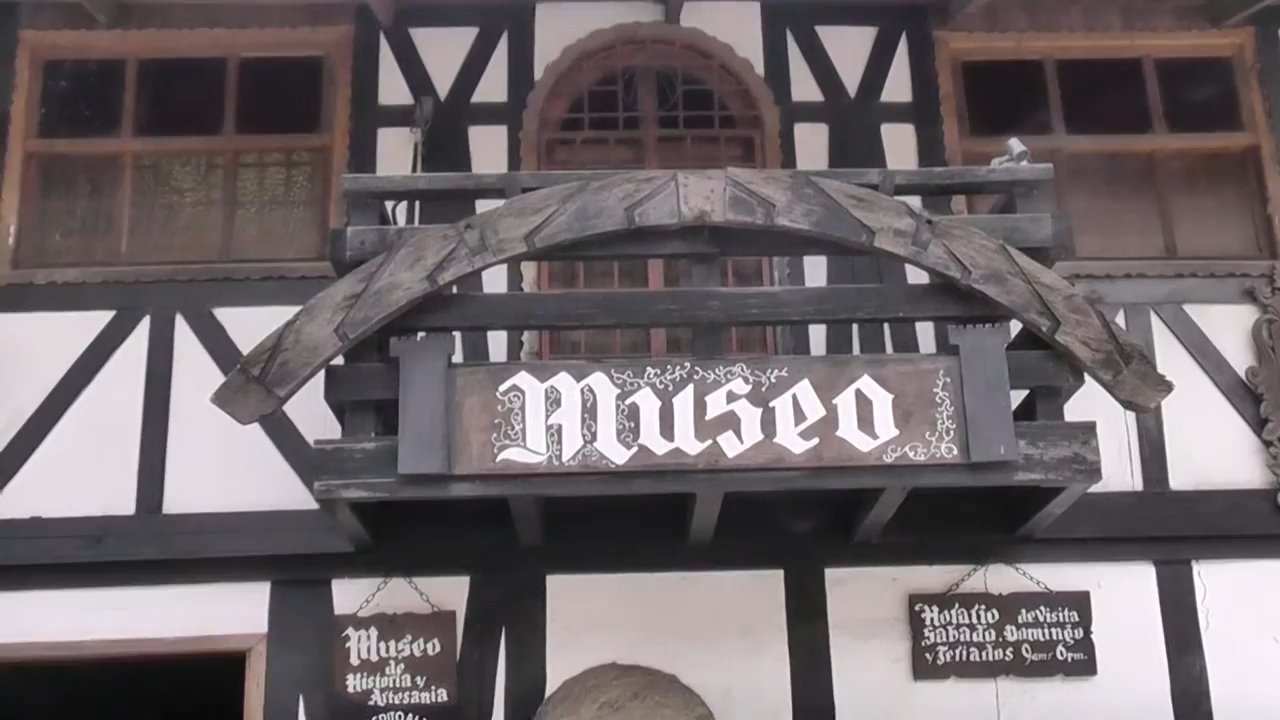 Museo
Museo
de
Historia y
Artesania
Horario de Visita
Sabado. Domingo
y Feriados 9am - 6pm.